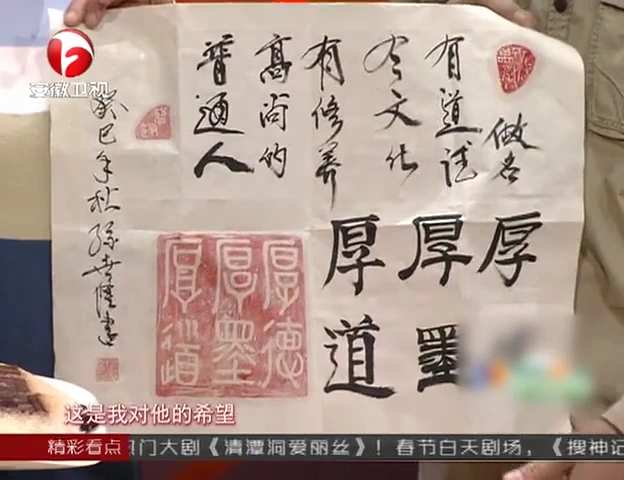 安徽卫视
做名
有道德
有文化
有修养
高尚的
普通人
厚
厚墨
厚道
厚德
厚墨
厚道
癸巳年秋
这是我对他的希望
精彩看点 热门大剧《清潭洞爱丽丝》！春节白天剧场，《搜神记